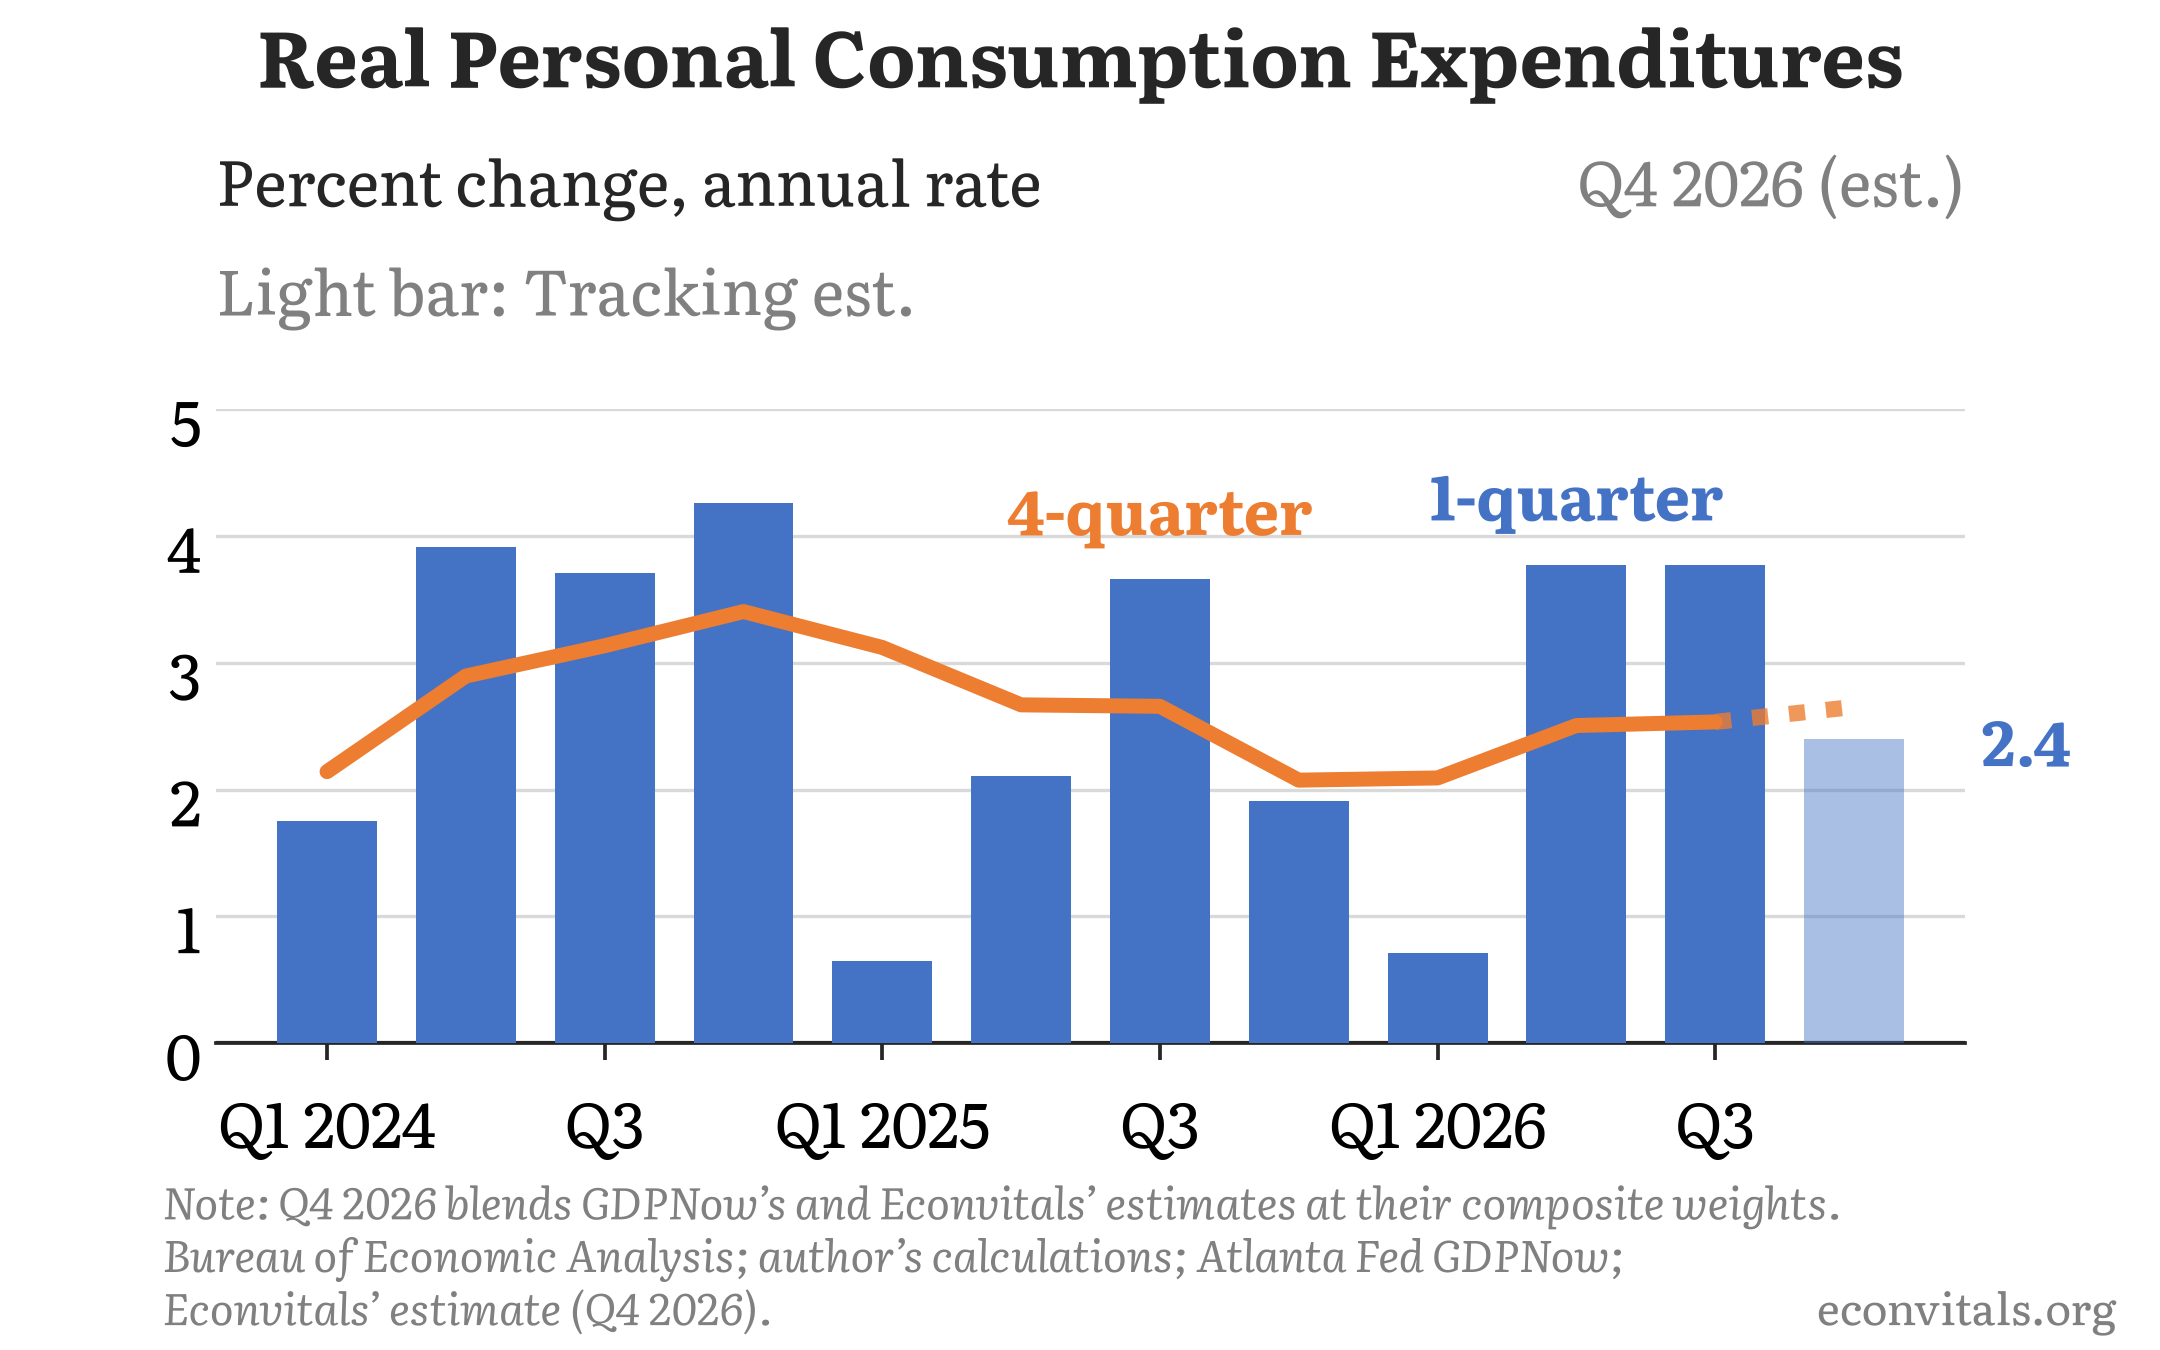 Real Personal Consumption Expenditures
Percent change, annual rate
Q4 2026 (est.)
Light bar: Tracking est.
5
4-quarter
1-quarter
4
3
2.4
2
1
0
Q1 2024
Q3
Q1 2025
Q3
Q1 2026
Q3
Note: Q4 2026 blends GDPNow’s and Econvitals’ estimates at their composite weights.
Bureau of Economic Analysis; author’s calculations; Atlanta Fed GDPNow;
Econvitals’ estimate (Q4 2026).
econvitals.org